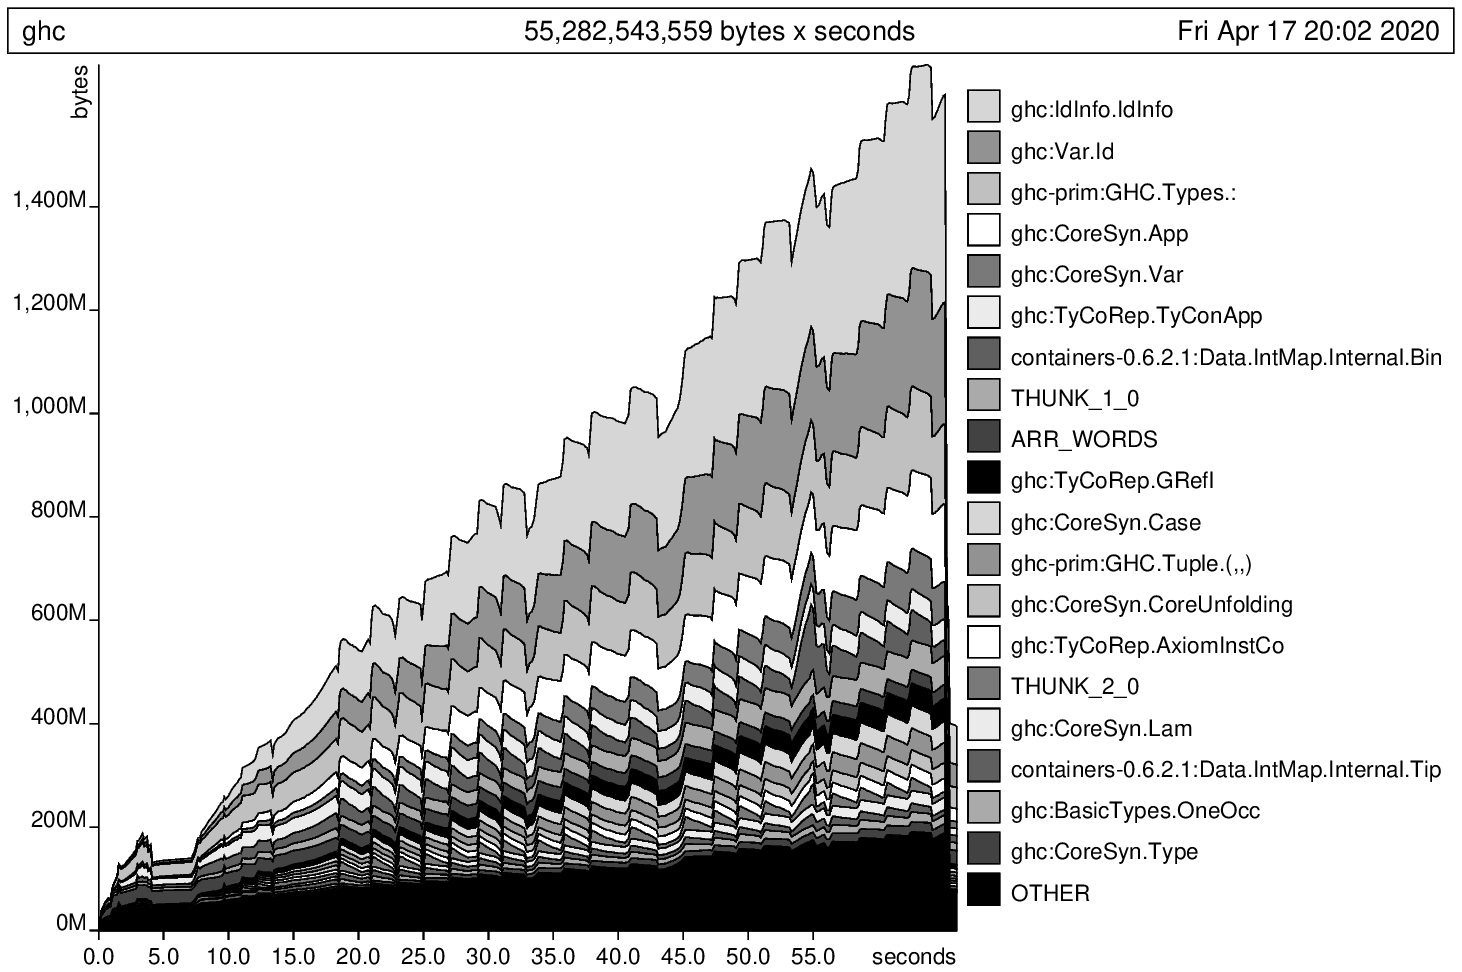 ghc 55,282,543,559 bytes x seconds Fri Apr 17 20:02 2020
bytes
1,400M
1,200M
1,000M
800M
600M
400M
200M
0M
0.0 5.0 10.0 15.0 20.0 25.0 30.0 35.0 40.0 45.0 50.0 55.0 seconds
ghc:IdInfo.IdInfo
ghc:Var.Id
ghc-prim:GHC.Types.:
ghc:CoreSyn.App
ghc:CoreSyn.Var
ghc:TyCoRep.TyConApp
containers-0.6.2.1:Data.IntMap.Internal.Bin
THUNK_1_0
ARR_WORDS
ghc:TyCoRep.GRefl
ghc:CoreSyn.Case
ghc-prim:GHC.Tuple.(,,)
ghc:CoreSyn.CoreUnfolding
ghc:TyCoRep.AxiomInstCo
THUNK_2_0
ghc:CoreSyn.Lam
containers-0.6.2.1:Data.IntMap.Internal.Tip
ghc:BasicTypes.OneOcc
ghc:CoreSyn.Type
OTHER